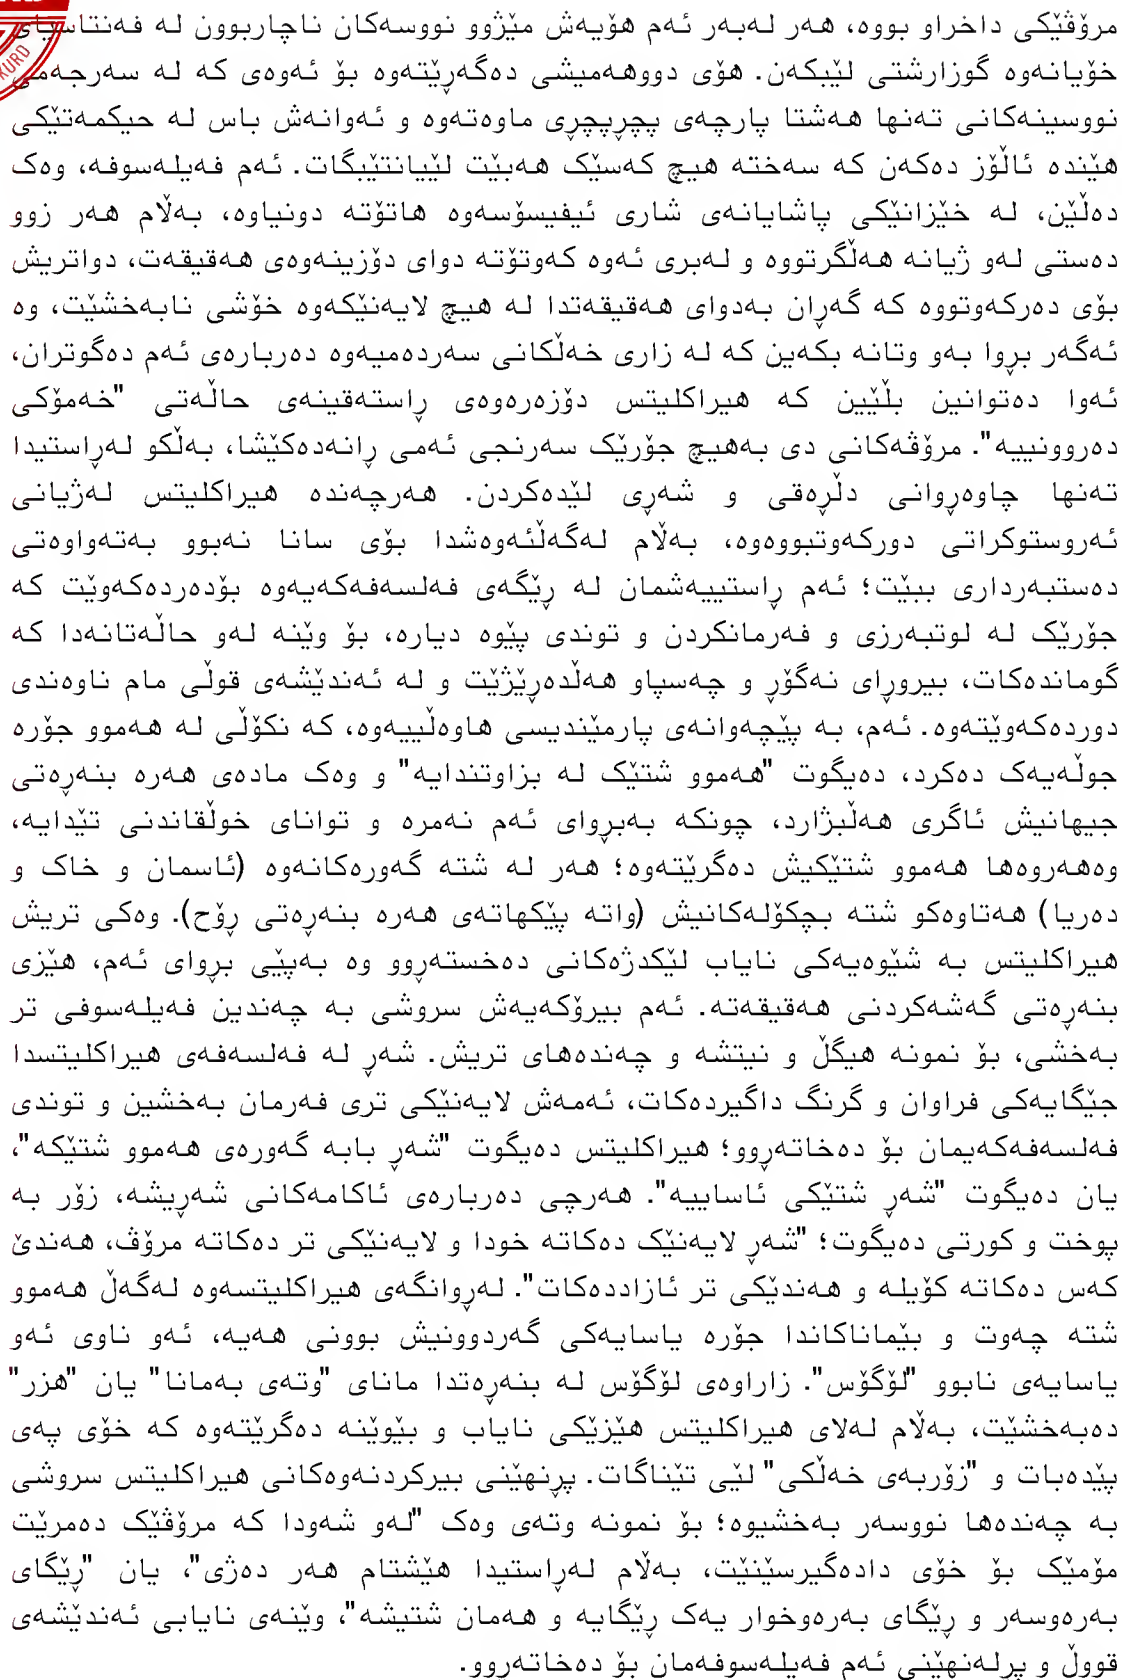 مرۆڤێکی داخراو بووە، هەر لەبەر ئەم هۆیەش مێژوو نووسەکان ناچاربوون لە فەنتاسیای
خۆیانەوە گوزارشتی لێبکەن. هۆی دووهەمیشی دەگەڕێتەوە بۆ ئەوەی کە لە سەرجەمی
نووسینەکانی تەنها هەشتا پارچەی پچڕپچڕی ماوەتەوە و ئەوانەش باس لە حیکمەتێکی
هێندە ئاڵۆز دەکەن کە سەختە هیچ کەسێک هەبێت لێیانتێبگات. ئەم فەیلەسوفە، وەک
دەڵێن، لە خێزانێکی پاشایانەی شاری ئیفیسۆسەوە هاتۆتە دونیاوە، بەڵام هەر زوو
دەستی لەو ژیانە هەڵگرتووە و لەبری ئەوە کەوتۆتە دوای دۆزینەوەی هەقیقەت، دواتریش
بۆی دەرکەوتووە کە گەڕان بەدوای هەقیقەتدا لە هیچ لایەنێکەوە خۆشی نابەخشێت، وە
ئەگەر بڕوا بەو وتانە بکەین کە لە زاری خەڵکانی سەردەمیەوە دەربارەی ئەم دەگوتران،
ئەوا دەتوانین بڵێین کە هیراکلیتس دۆزەرەوەی ڕاستەقینەی حاڵەتی "خەمۆکی
دەروونییە". مرۆڤەکانی دی بەهیچ جۆرێک سەرنجی ئەمی ڕانەدەکێشا، بەڵکو لەڕاستیدا
تەنها چاوەڕوانی دڵڕەقی و شەڕی لێدەکردن. هەرچەندە هیراکلیتس لەژیانی
ئەروستوکراتی دورکەوتبووەوە، بەڵام لەگەڵئەوەشدا بۆی سانا نەبوو بەتەواوەتی
دەستبەرداری ببێت؛ ئەم ڕاستییەشمان لە ڕێگەی فەلسەفەکەیەوە بۆدەردەکەوێت کە
جۆرێک لە لوتبەرزی و فەرمانکردن و توندی پێوە دیارە، بۆ وێنە لەو حاڵەتانەدا کە
گوماندەکات، بیروڕای نەگۆڕ و چەسپاو هەڵدەڕێژێت و لە ئەندێشەی قوڵی مام ناوەندی
دوردەکەوێتەوە. ئەم، بە پێچەوانەی پارمێندیسی هاوەڵییەوە، کە نکۆڵی لە هەموو جۆرە
جوڵەیەک دەکرد، دەیگوت "هەموو شتێک لە بزاوتندایە" و وەک مادەی هەرە بنەڕەتی
جیهانیش ئاگری هەڵبژارد، چونکە بەبڕوای ئەم نەمرە و توانای خوڵقاندنی تێدایە،
وەهەروەها هەموو شتێکیش دەگرێتەوە؛ هەر لە شتە گەورەکانەوە (ئاسمان و خاک و
دەریا) هەتاوەکو شتە بچکۆلەکانیش (واتە پێکهاتەی هەرە بنەڕەتی ڕۆح). وەکی تریش
هیراکلیتس بە شێوەیەکی نایاب لێکدژەکانی دەخستەڕوو وە بەپێی بڕوای ئەم، هێزی
بنەڕەتی گەشەکردنی هەقیقەتە. ئەم بیرۆکەیەش سروشی بە چەندین فەیلەسوفی تر
بەخشی، بۆ نمونە هیگڵ و نیتشە و چەندەهای تریش. شەڕ لە فەلسەفەی هیراکلیتسدا
جێگایەکی فراوان و گرنگ داگیردەکات، ئەمەش لایەنێکی تری فەرمان بەخشین و توندی
فەلسەفەکەیمان بۆ دەخاتەڕوو؛ هیراکلیتس دەیگوت "شەڕ بابە گەورەی هەموو شتێکە"،
یان دەیگوت "شەڕ شتێکی ئاساییە". هەرچی دەربارەی ئاکامەکانی شەڕیشە، زۆر بە
پوخت و کورتی دەیگوت؛ "شەڕ لایەنێک دەکاتە خودا و لایەنێکی تر دەکاتە مرۆڤ، هەندێ
کەس دەکاتە کۆیلە و هەندێکی تر ئازاددەکات". لەڕوانگەی هیراکلیتسەوە لەگەڵ هەموو
شتە چەوت و بێماناکاندا جۆرە یاسایەکی گەردوونیش بوونی هەیە، ئەو ناوی ئەو
یاسایەی نابوو "لۆگۆس". زاراوەی لۆگۆس لە بنەڕەتدا مانای "وتەی بەمانا" یان "هزر"
دەبەخشێت، بەڵام لەلای هیراکلیتس هێزێکی نایاب و بێوێنە دەگرێتەوە کە خۆی پەی
پێدەبات و "زۆربەی خەڵکی" لێی تێناگات. پڕنهێنی بیرکردنەوەکانی هیراکلیتس سروشی
بە چەندەها نووسەر بەخشیوە؛ بۆ نمونە وتەی وەک "لەو شەودا کە مرۆڤێک دەمرێت
مۆمێک بۆ خۆی دادەگیرسێنێت، بەڵام لەڕاستیدا هێشتام هەر دەژی"، یان "ڕێگای
بەرەوسەر و ڕێگای بەرەوخوار یەک ڕێگایە و هەمان شتیشە"، وێنەی نایابی ئەندێشەی
قووڵ و پڕلەنهێنی ئەم فەیلەسوفەمان بۆ دەخاتەڕوو.